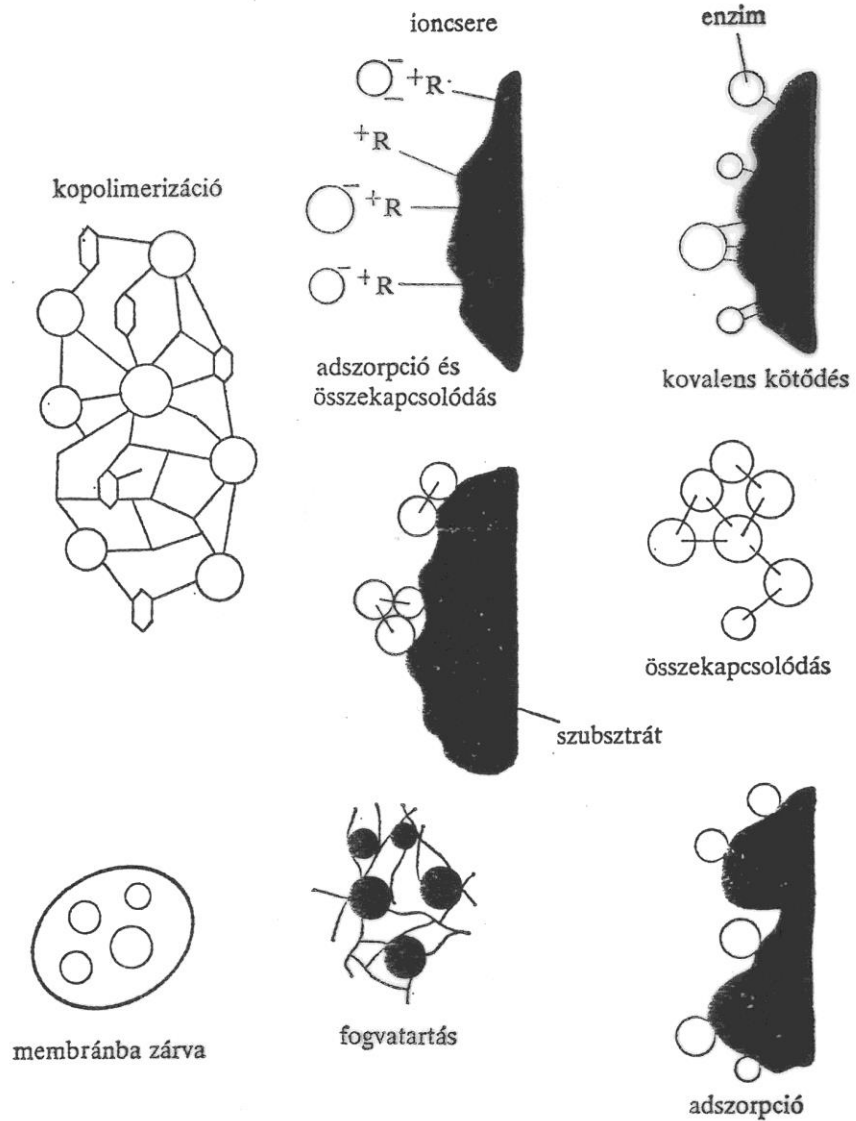 ioncsere
enzim
kopolimerizáció
− +R
−
+R
− +R
− +R
adszorpció és
összekapcsolódás
kovalens kötődés
összekapcsolódás
szubsztrát
membránba zárva
fogvatartás
adszorpció